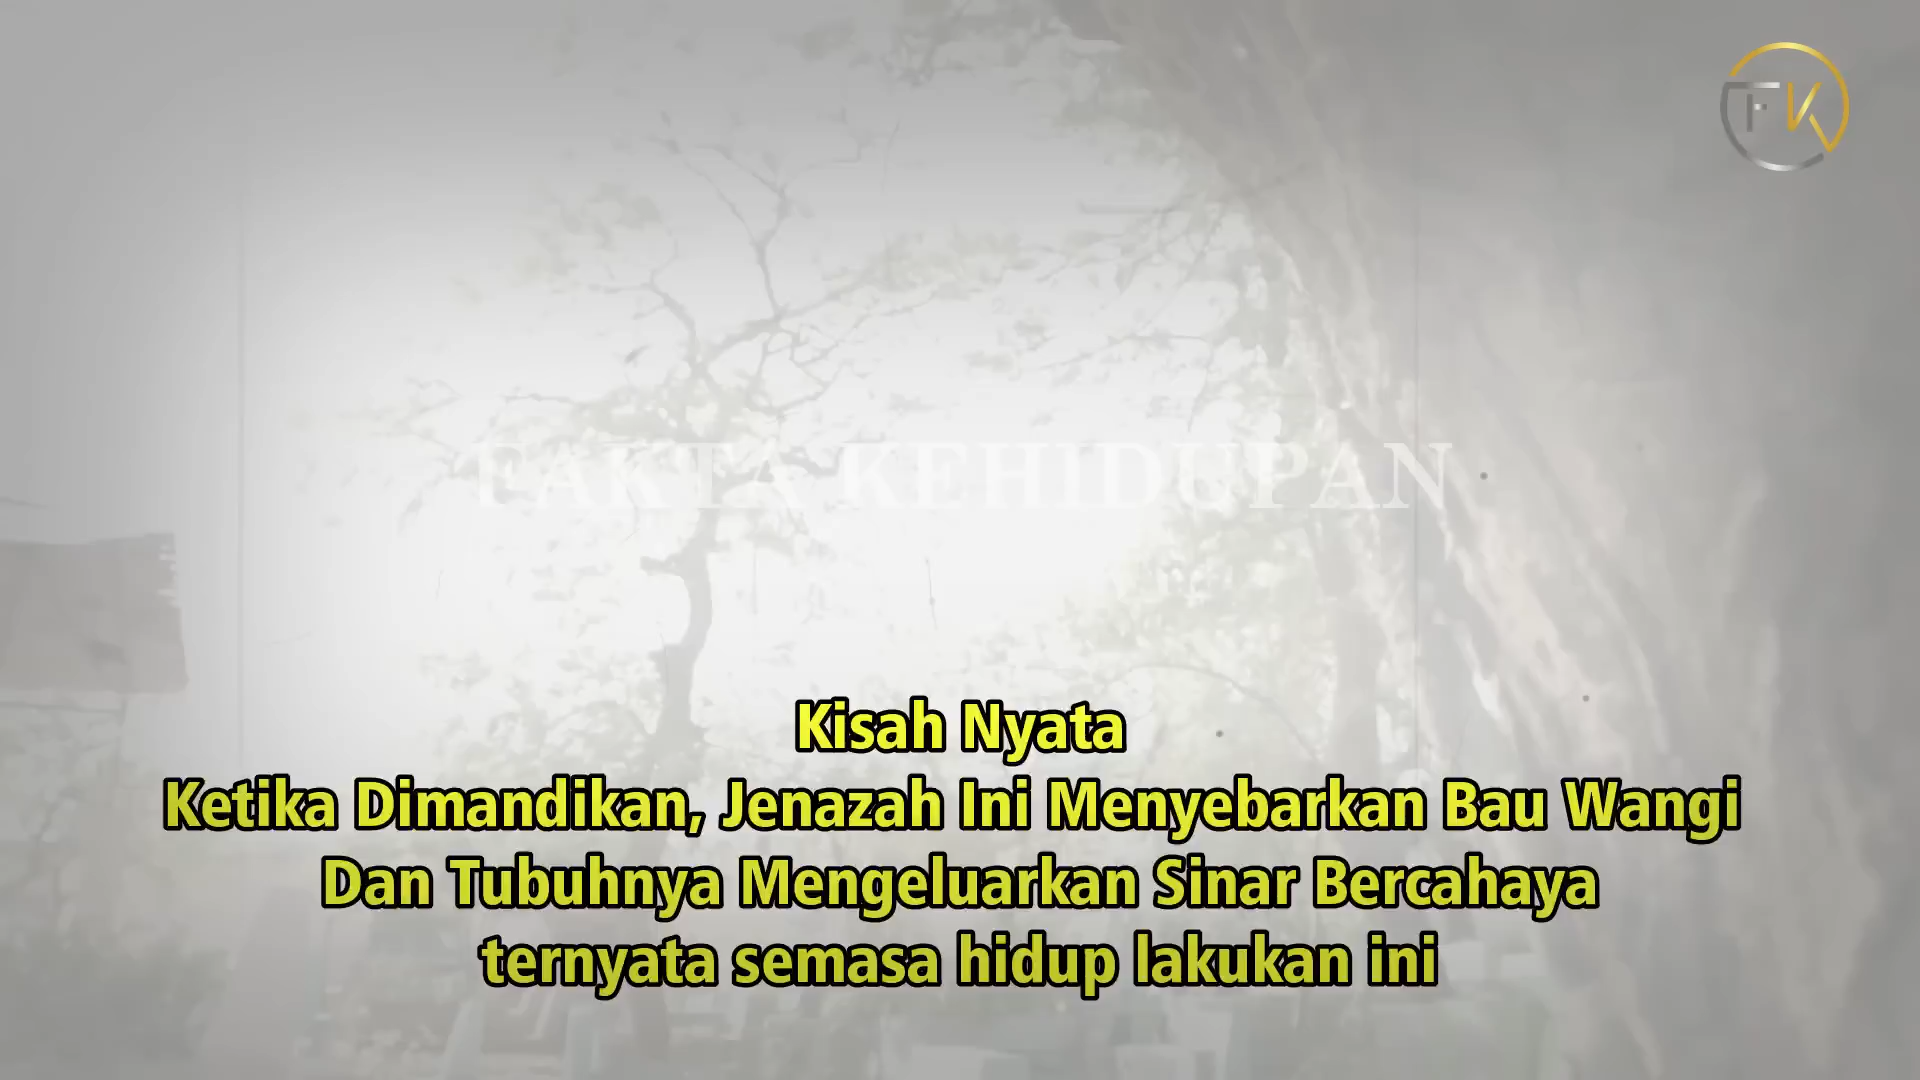 FK
FAKTA KEHIDUPAN
Kisah Nyata
Ketika Dimandikan, Jenazah Ini Menyebarkan Bau Wangi
Dan Tubuhnya Mengeluarkan Sinar Bercahaya
ternyata semasa hidup lakukan ini